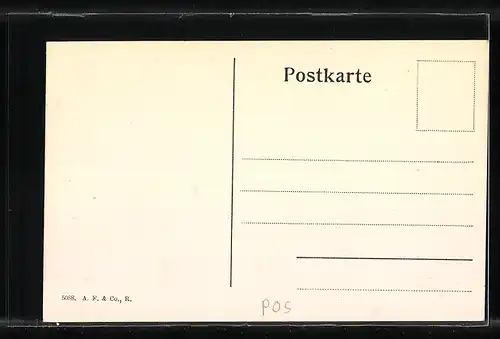 Postkarte
5088. A. F. & Co., R.
POS